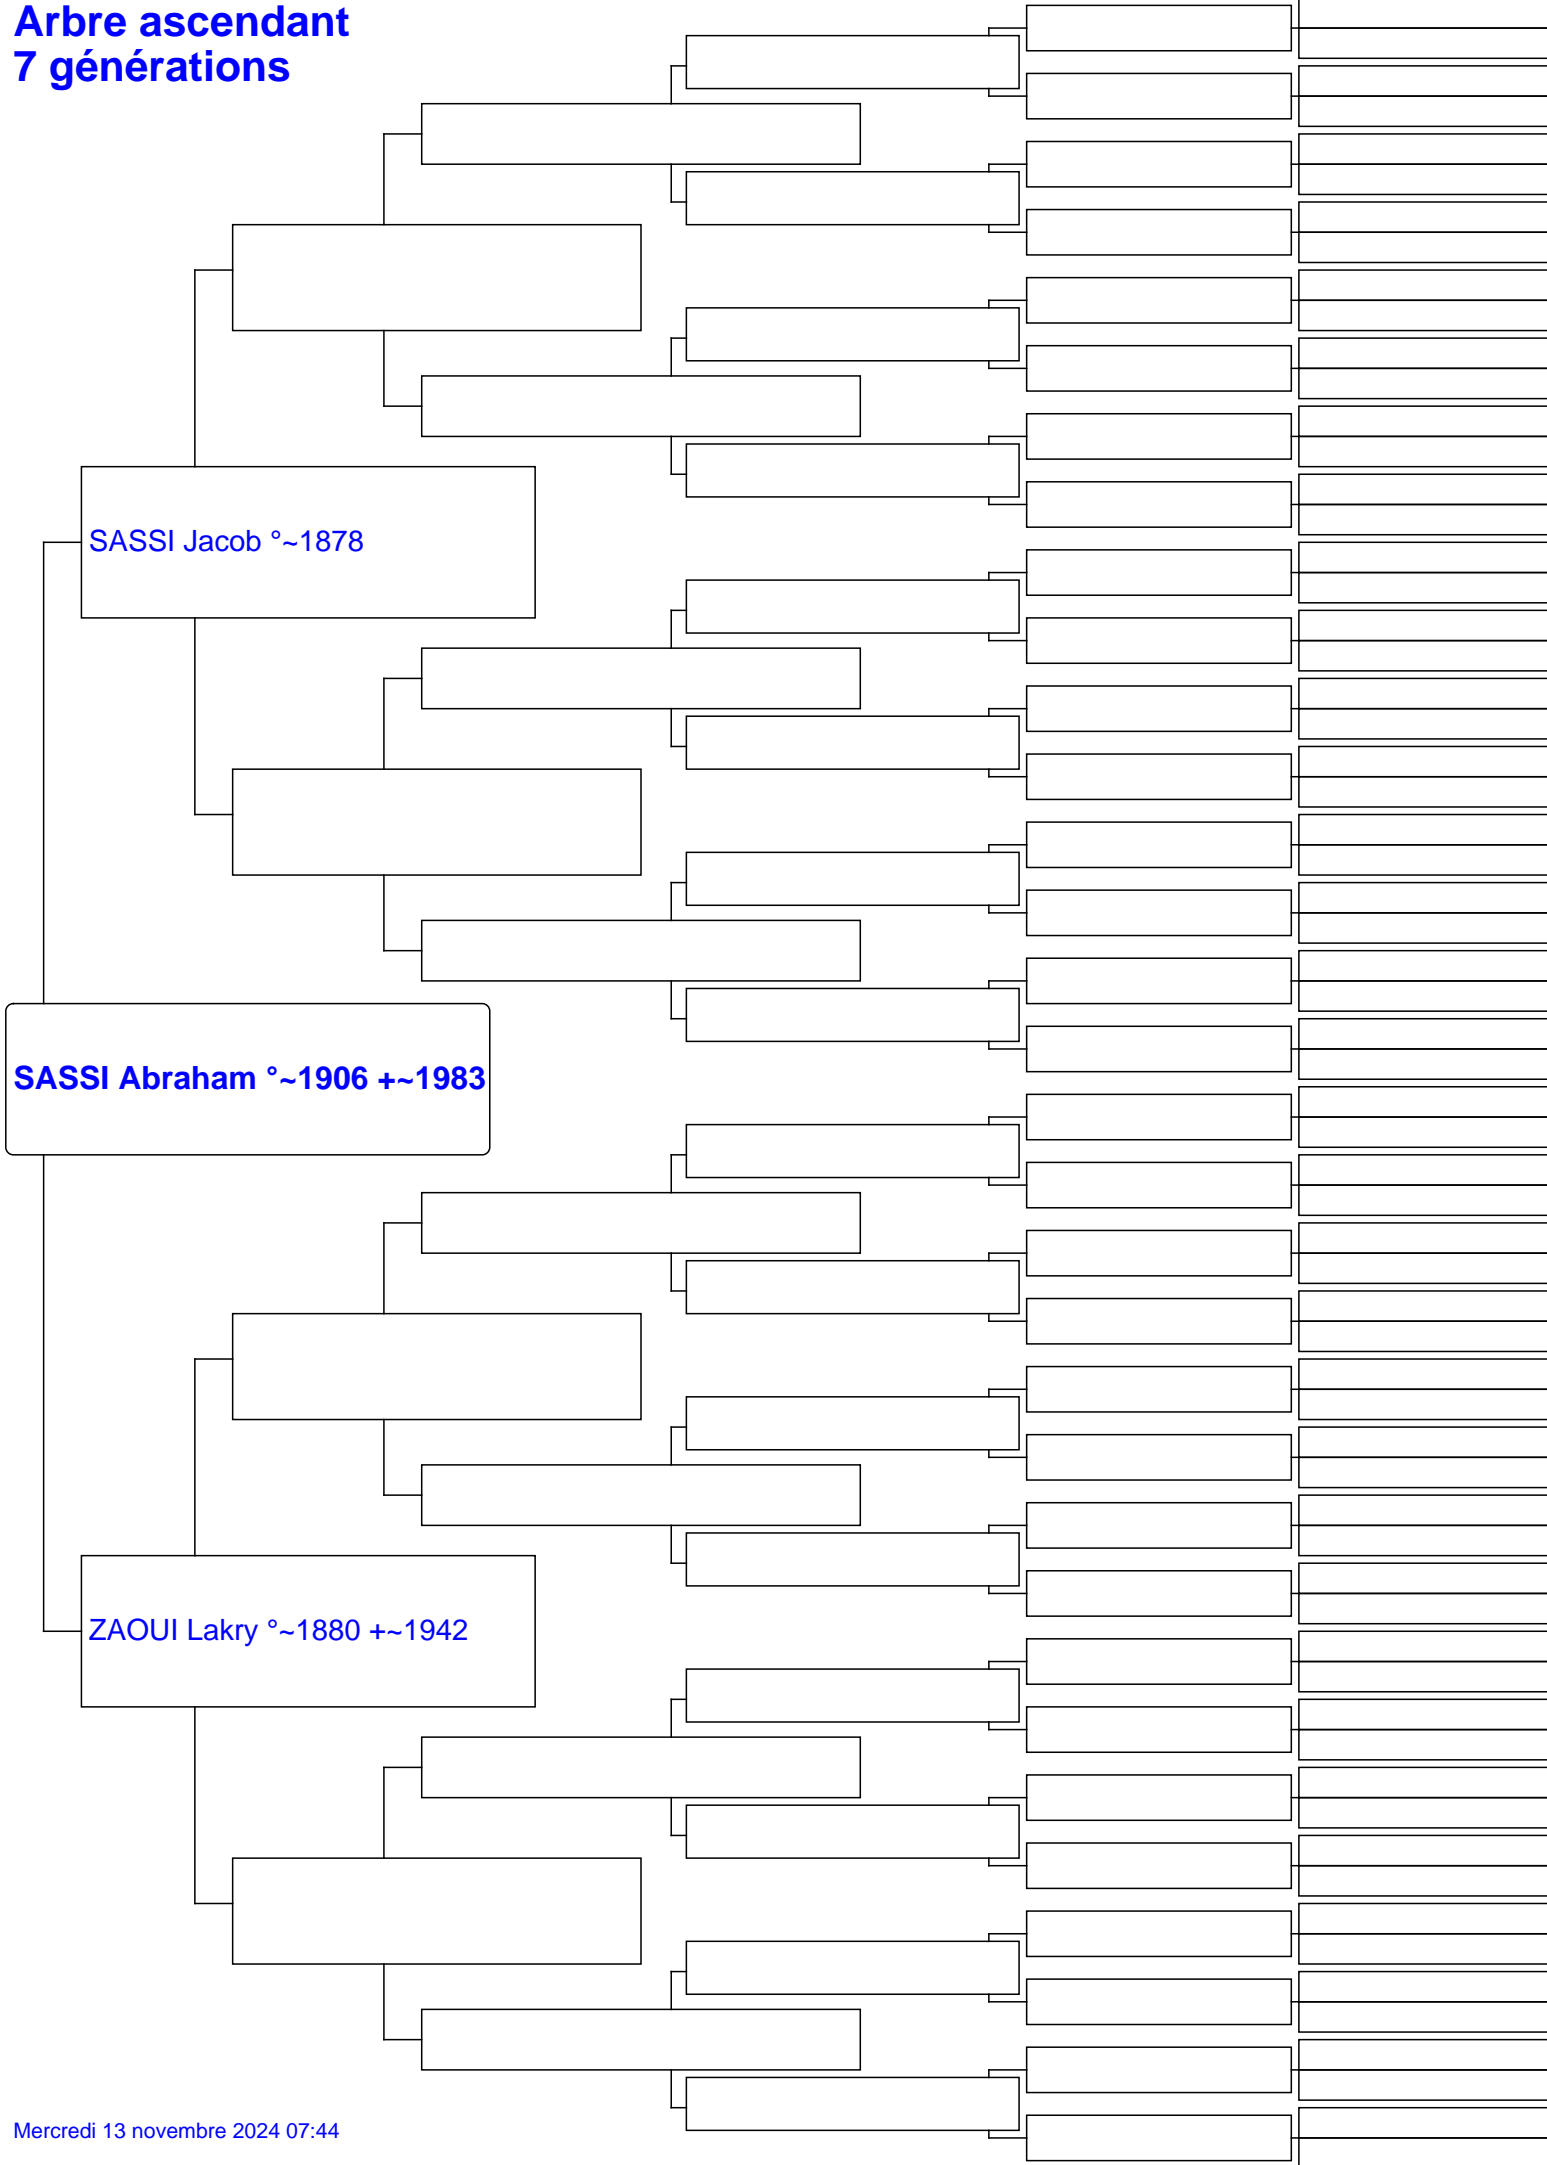 Arbre ascendant
7 générations
SASSI Jacob °~1878
SASSI Abraham °~1906 +~1983
ZAOUI Lakry °~1880 +~1942
Mercredi 13 novembre 2024 07:44